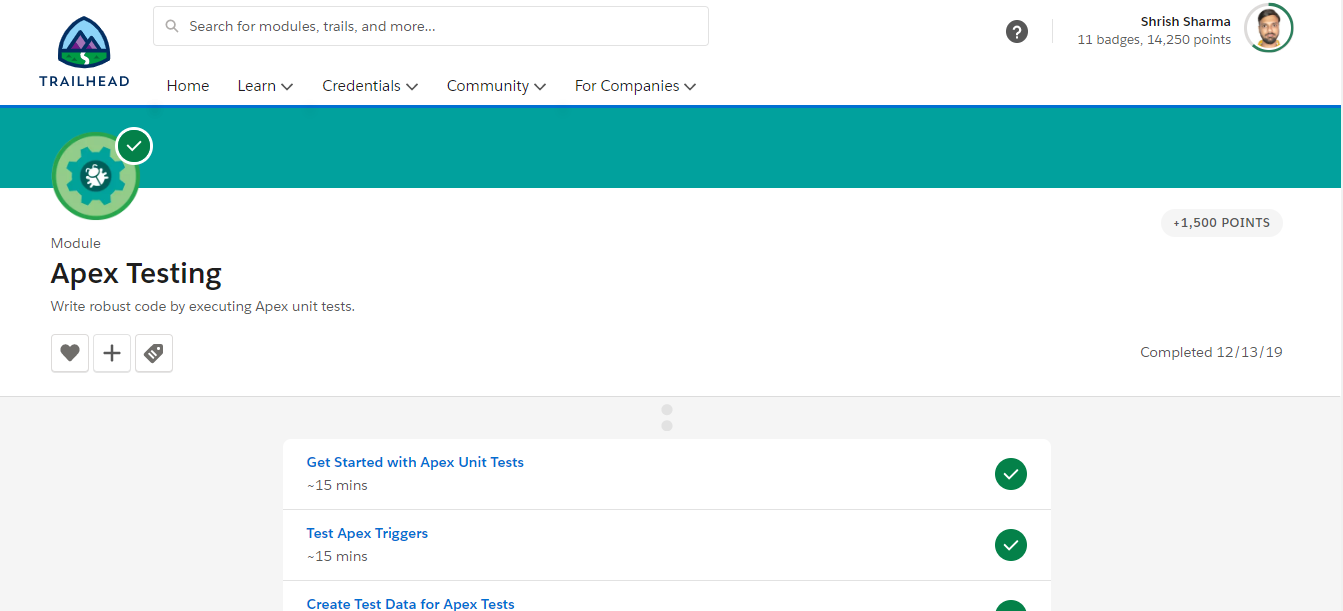 Search for modules, trails, and more...
?
Shrish Sharma
11 badges, 14,250 points
TRAILHEAD
Home
Learn
Credentials
Community
For Companies
+1,500 POINTS
Module
Apex Testing
Write robust code by executing Apex unit tests.
Completed 12/13/19
Get Started with Apex Unit Tests
~15 mins
Test Apex Triggers
~15 mins
Create Test Data for Apex Tests